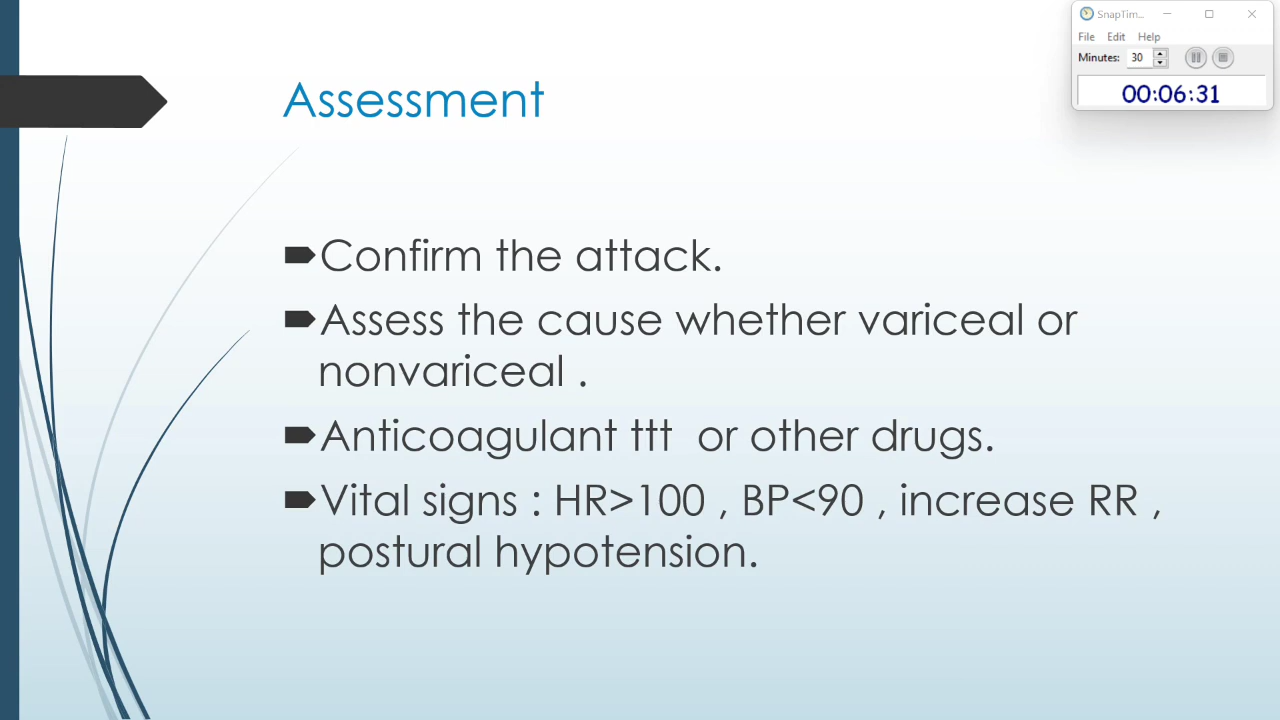 Assessment
Confirm the attack.
Assess the cause whether variceal or
nonvariceal .
Anticoagulant ttt or other drugs.
Vital signs : HR>100 , BP<90 , increase RR ,
postural hypotension.
SnapTim...
File Edit Help
Minutes: 30
00:06:31